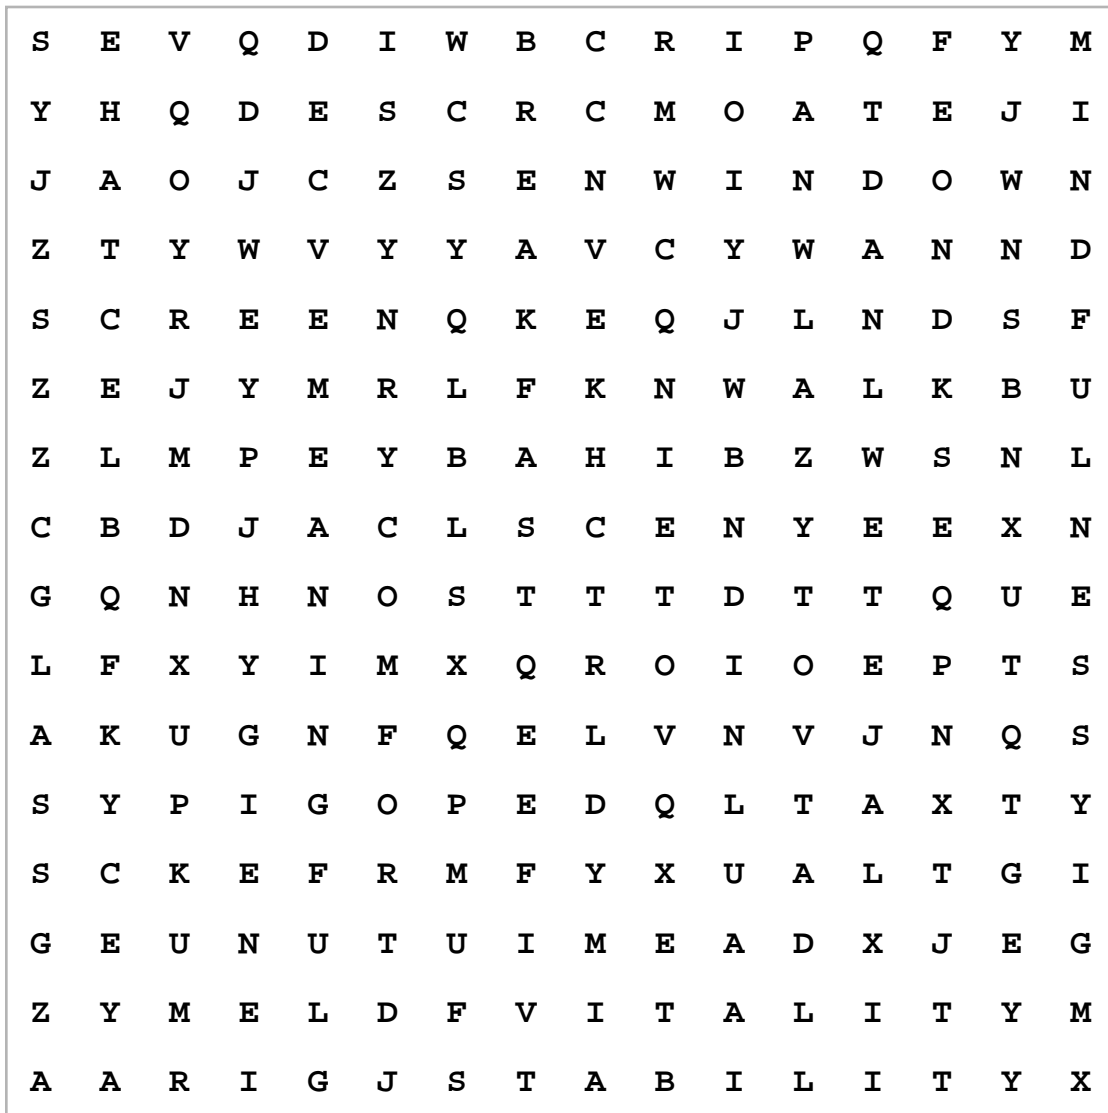 S E V Q D I W B C R I P Q F Y M
Y H Q D E S C R C M O A T E J I
J A O J C Z S E N W I N D O W N
Z T Y W V Y Y A V C Y W A N N D
S C R E E N Q K E Q J L N D S F
Z E J Y M R L F K N W A L K B U
Z L M P E Y B A H I B Z W S N L
C B D J A C L S C E N Y E E X N
G Q N H N O S T T T D T T Q U E
L F X Y I M X Q R O I O E P T S
A K U G N F Q E L V N V J N Q S
S Y P I G O P E D Q L T A X T Y
S C K E F R M F Y X U A L T G I
G E U N U T U I M E A D X J E G
Z Y M E L D F V I T A L I T Y M
A A R I G J S T A B I L I T Y X